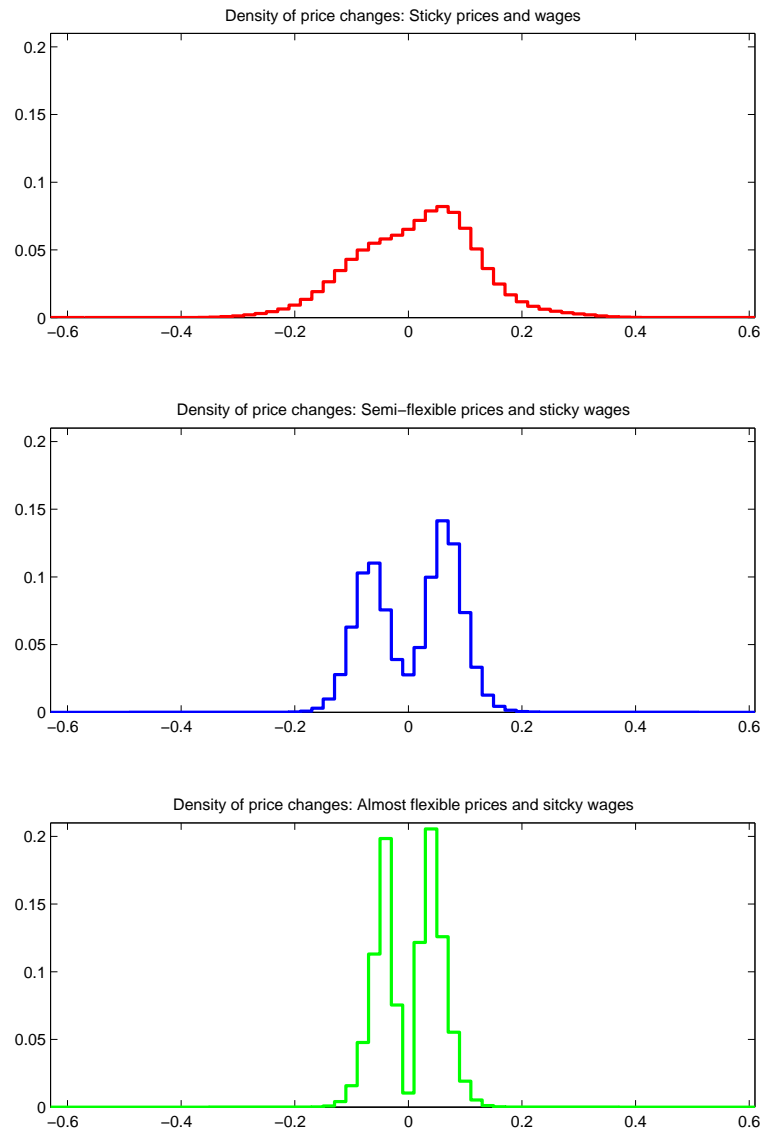 Density of price changes: Sticky prices and wages
0.2
0.15
0.1
0.05
0
−0.6 −0.4 −0.2 0 0.2 0.4 0.6
Density of price changes: Semi−flexible prices and sticky wages
0.2
0.15
0.1
0.05
0
−0.6 −0.4 −0.2 0 0.2 0.4 0.6
Density of price changes: Almost flexible prices and sitcky wages
0.2
0.15
0.1
0.05
0
−0.6 −0.4 −0.2 0 0.2 0.4 0.6